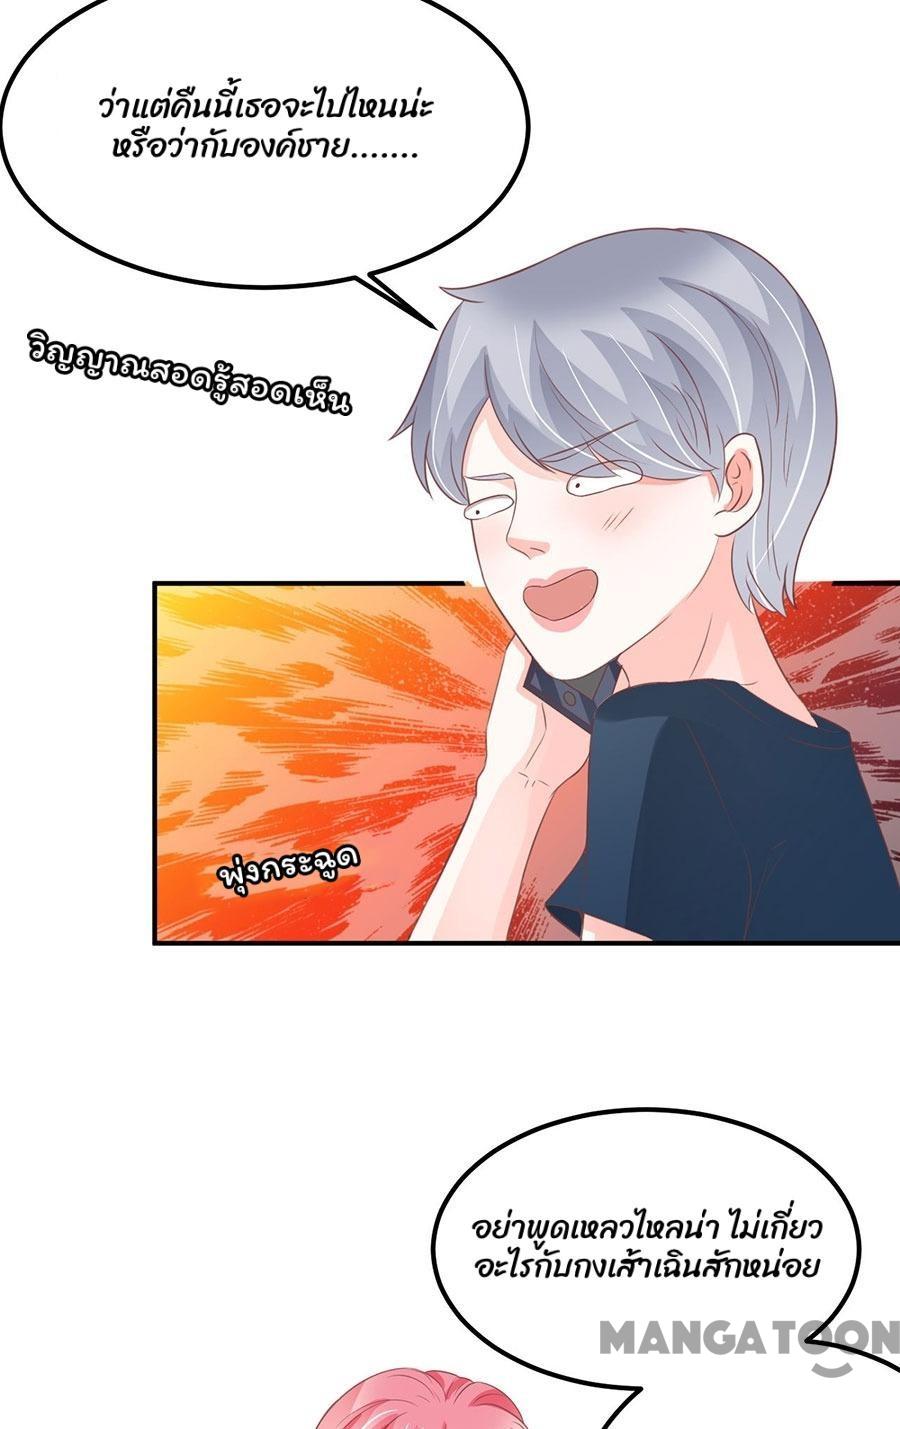 ว่าแต่คืนนี้เธอจะไปไหนน่ะ
หรือว่ากับองค์ชาย.......
วิญญาณสอดรู้สอดเห็น
พุ่งกระฉูด
อย่าพูดเหลวไหลน่า ไม่เกี่ยว
อะไรกับกงเส้าเฉินสักหน่อย
MANGATOON